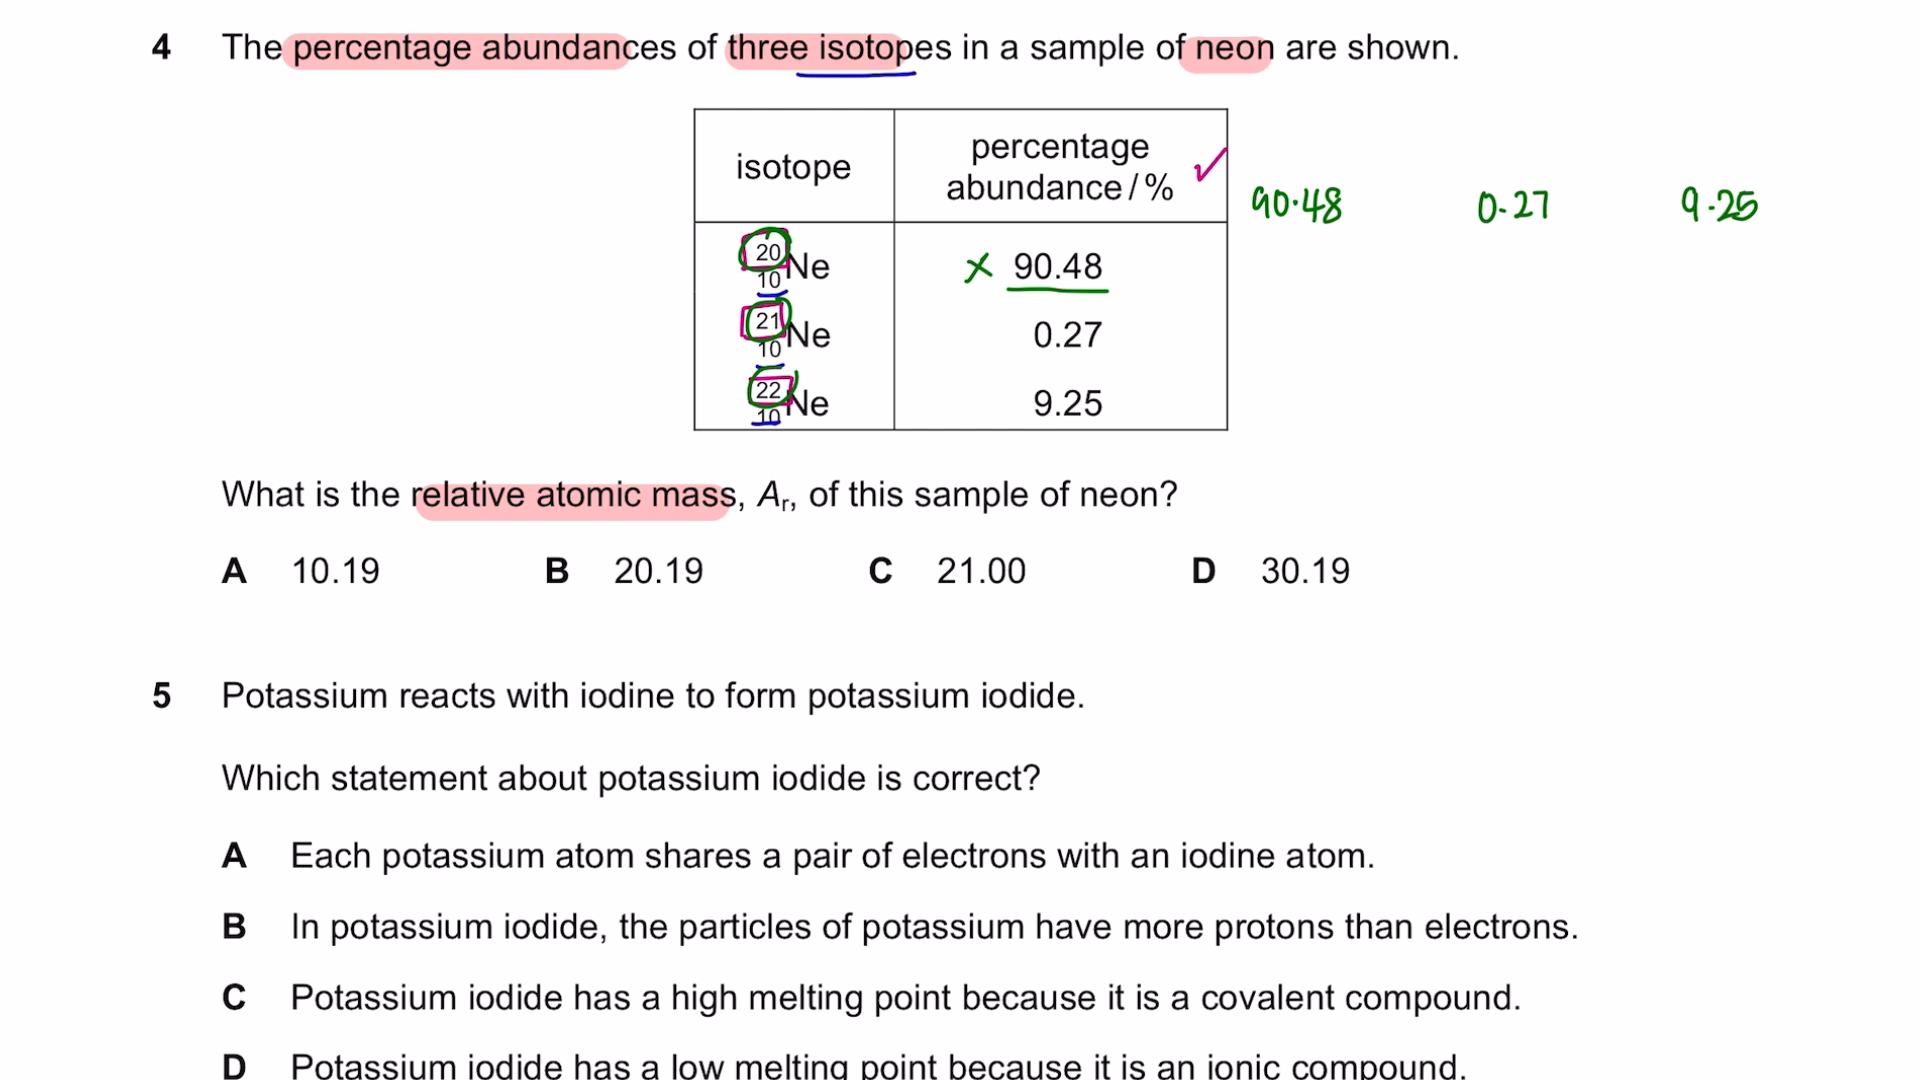 4 The percentage abundances of three isotopes in a sample of neon are shown.
isotope percentage abundance / %
90.48 0.27 9.25
20 10 Ne × 90.48
21 10 Ne 0.27
22 10 Ne 9.25
What is the relative atomic mass, Ar, of this sample of neon?
A 10.19 B 20.19 C 21.00 D 30.19
5 Potassium reacts with iodine to form potassium iodide.
Which statement about potassium iodide is correct?
A Each potassium atom shares a pair of electrons with an iodine atom.
B In potassium iodide, the particles of potassium have more protons than electrons.
C Potassium iodide has a high melting point because it is a covalent compound.
D Potassium iodide has a low melting point because it is an ionic compound.